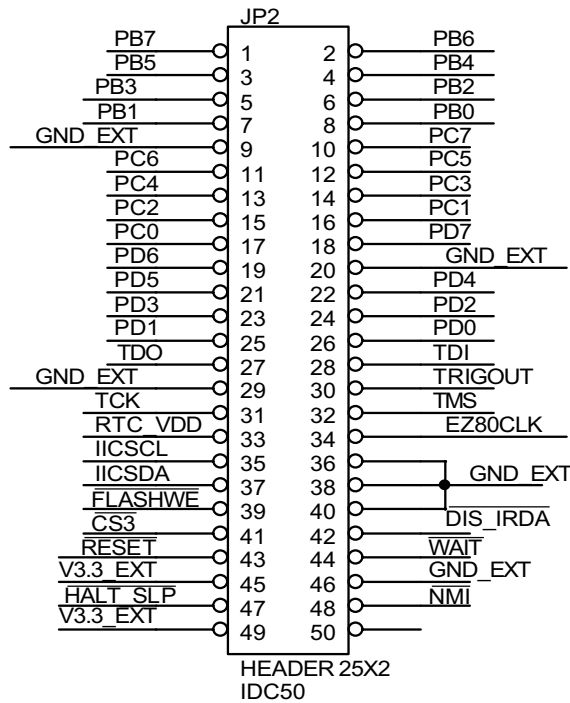 JP2
PB7 1 2 PB6
PB5 3 4 PB4
PB3 5 6 PB2
PB1 7 8 PB0
GND_EXT 9 10 PC7
PC6 11 12 PC5
PC4 13 14 PC3
PC2 15 16 PC1
PC0 17 18 PD7
PD6 19 20 GND_EXT
PD5 21 22 PD4
PD3 23 24 PD2
PD1 25 26 PD0
TDO 27 28 TDI
GND_EXT 29 30 TRIGOUT
TCK 31 32 TMS
RTC_VDD 33 34 EZ80CLK
IICSCL 35 36
IICSDA 37 38 GND_EXT
FLASHWE 39 40
CS3 41 42 DIS_IRDA
RESET 43 44 WAIT
V3.3_EXT 45 46 GND_EXT
HALT_SLP 47 48 NMI
V3.3_EXT 49 50
HEADER 25X2
IDC50